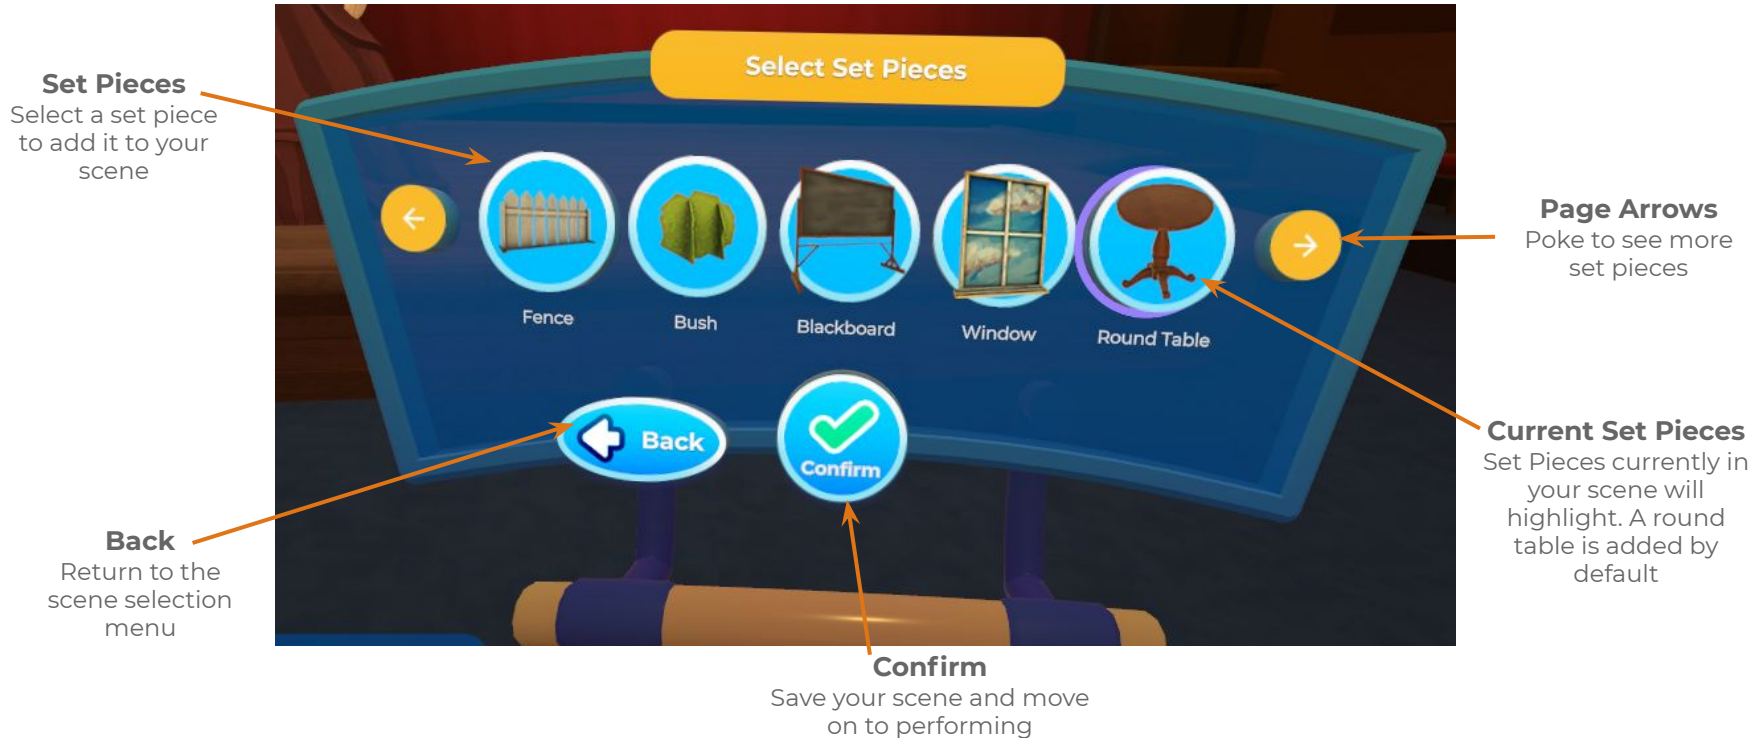 Select Set Pieces
Set Pieces
Select a set piece
to add it to your
scene
Page Arrows
Poke to see more
set pieces
Fence
Bush
Blackboard
Window
Round Table
Back
Confirm
Current Set Pieces
Set Pieces currently in
your scene will
highlight. A round
table is added by
default
Back
Return to the
scene selection
menu
Confirm
Save your scene and move
on to performing